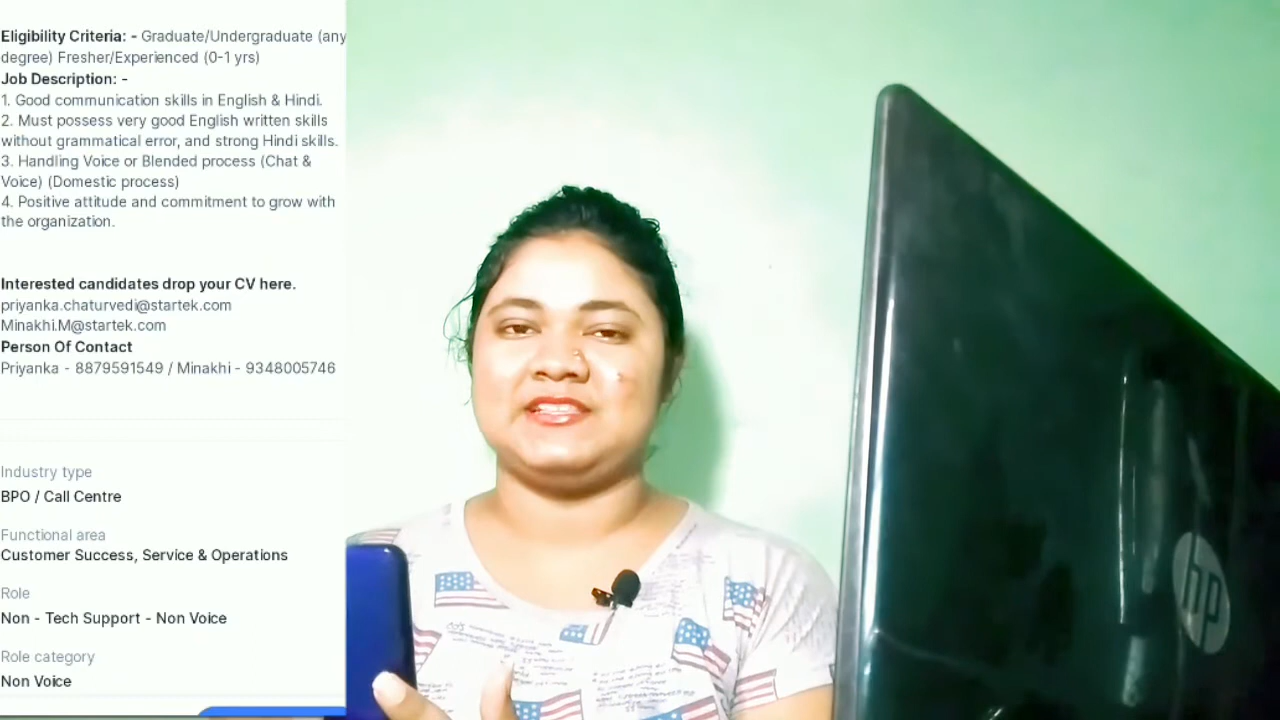 Eligibility Criteria: - Graduate/Undergraduate (any
degree) Fresher/Experienced (0-1 yrs)
Job Description: -
1. Good communication skills in English & Hindi.
2. Must possess very good English written skills
without grammatical error, and strong Hindi skills.
3. Handling Voice or Blended process (Chat &
Voice) (Domestic process)
4. Positive attitude and commitment to grow with
the organization.
Interested candidates drop your CV here.
priyanka.chaturvedi@startek.com
Minakhi.M@startek.com
Person Of Contact
Priyanka - 8879591549 / Minakhi - 9348005746
Industry type
BPO / Call Centre
Functional area
Customer Success, Service & Operations
Role
Non - Tech Support - Non Voice
Role category
Non Voice
hp